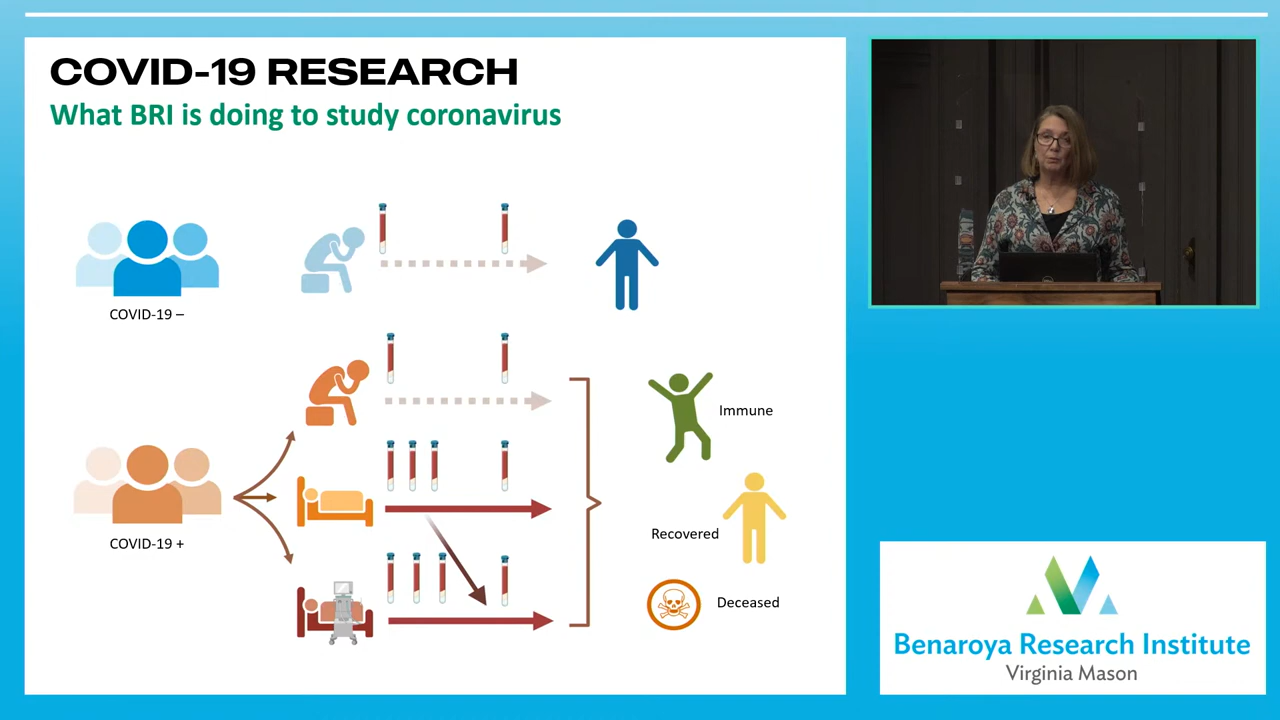 COVID-19 RESEARCH
What BRI is doing to study coronavirus
COVID-19 –
COVID-19 +
Immune
Recovered
Deceased
Benaroya Research Institute
Virginia Mason